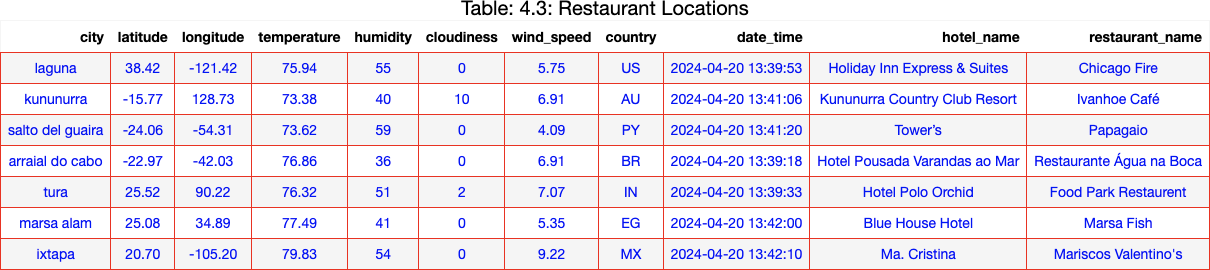 Table: 4.3: Restaurant Locations
city latitude longitude temperature humidity cloudiness wind_speed country date_time hotel_name restaurant_name
laguna 38.42 -121.42 75.94 55 0 5.75 US 2024-04-20 13:39:53 Holiday Inn Express & Suites Chicago Fire
kununurra -15.77 128.73 73.38 40 10 6.91 AU 2024-04-20 13:41:06 Kununurra Country Club Resort Ivanhoe Café
salto del guaira -24.06 -54.31 73.62 59 0 4.09 PY 2024-04-20 13:41:20 Tower’s Papagaio
arraial do cabo -22.97 -42.03 76.86 36 0 6.91 BR 2024-04-20 13:39:18 Hotel Pousada Varandas ao Mar Restaurante Água na Boca
tura 25.52 90.22 76.32 51 2 7.07 IN 2024-04-20 13:39:33 Hotel Polo Orchid Food Park Restaurent
marsa alam 25.08 34.89 77.49 41 0 5.35 EG 2024-04-20 13:42:00 Blue House Hotel Marsa Fish
ixtapa 20.70 -105.20 79.83 54 0 9.22 MX 2024-04-20 13:42:10 Ma. Cristina Mariscos Valentino's